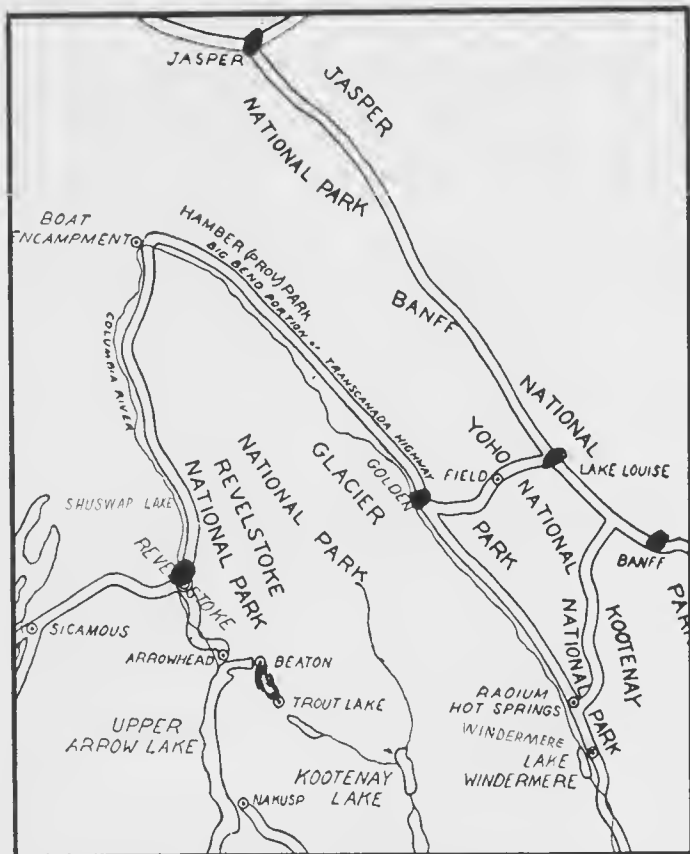 JASPER
JASPER
NATIONAL PARK
BOAT
ENCAMPMENT
HAMBER (PROV) PARK
BIG BEND PORTION OF TRANSCANADA HIGHWAY
COLUMBIA RIVER
BANFF
NATIONAL
PARK
YOHO
NATIONAL
PARK
LAKE LOUISE
FIELD
GOLDEN
GLACIER
NATIONAL PARK
REVELSTOKE
NATIONAL PARK
SHUSWAP LAKE
REVELSTOKE
BANFF
KOOTENAY
NATIONAL PARK
SICAMOUS
ARROWHEAD
BEATON
TROUT LAKE
RADIUM
HOT SPRINGS
UPPER
ARROW LAKE
WINDERMERE
LAKE
WINDERMERE
KOOTENAY
LAKE
NAKUSP